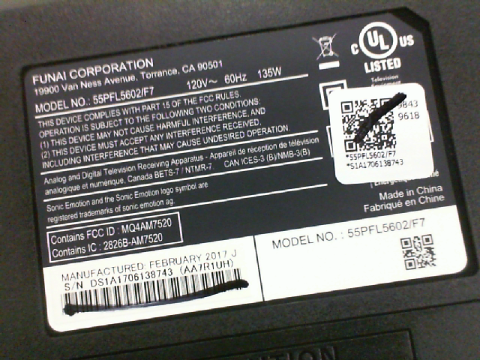 FUNAI CORPORATION
19900 Van Ness Avenue, Torrance, CA 90501
MODEL NO.: 55PFL5602/F7 120V~ 60Hz 135W
THIS DEVICE COMPLIES WITH PART 15 OF THE FCC RULES.
OPERATION IS SUBJECT TO THE FOLLOWING TWO CONDITIONS:
(1) THIS DEVICE MAY NOT CAUSE HARMFUL INTERFERENCE, AND
(2) THIS DEVICE MUST ACCEPT ANY INTERFERENCE
INCLUDING INTERFERENCE THAT MAY CAUSE UNDESIRED OPERATION
Analog and Digital Television Receiving Apparatus - Appareil de réception de télévision
analogique et numérique, Canada BETS-7 / NTMR-7. CAN ICES-3 (B)/NMB-3(B)
Sonic Emotion and the Sonic Emotion logo symbol are
registered trademarks of sonic emotion ag.
Contains FCC ID : MQ4AM7520
Contains IC : 2826B-AM7520
C UL US
LISTED
Television
9843
9618
*55PFL5602/F7
*S1A1706138743
Made in China
Fabriqué en China
MANUFACTURED: FEBRUARY 2017 J
S/N DS1A1706138743 (AA7R1UH)
MODEL NO. : 55PFL5602/F7